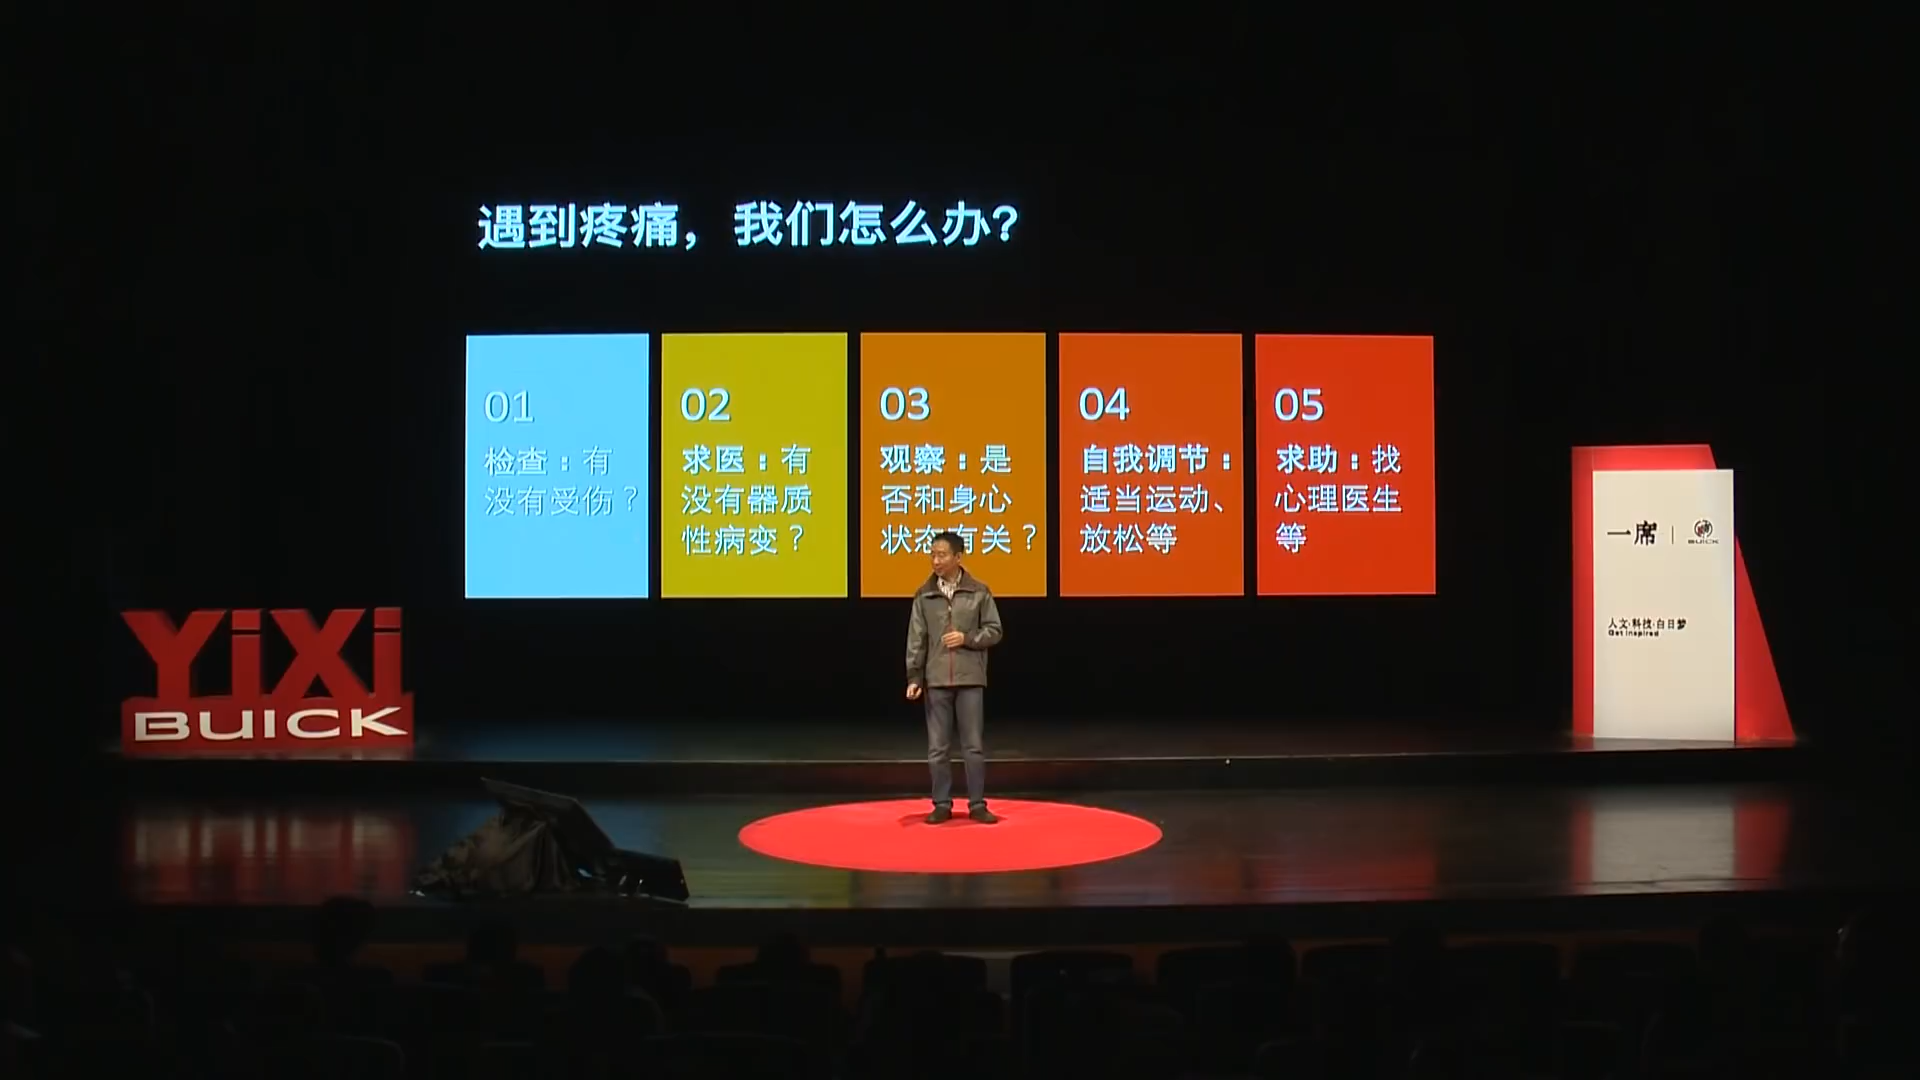 遇到疼痛，我们怎么办？
01
检查：有
没有受伤？
02
求医：有
没有器质
性病变？
03
观察：是
否和身心
状态有关？
04
自我调节：
适当运动、
放松等
05
求助：找
心理医生
等
YiXi
BUICK
一席
BUICK
人文·科技·白日梦
Get inspired